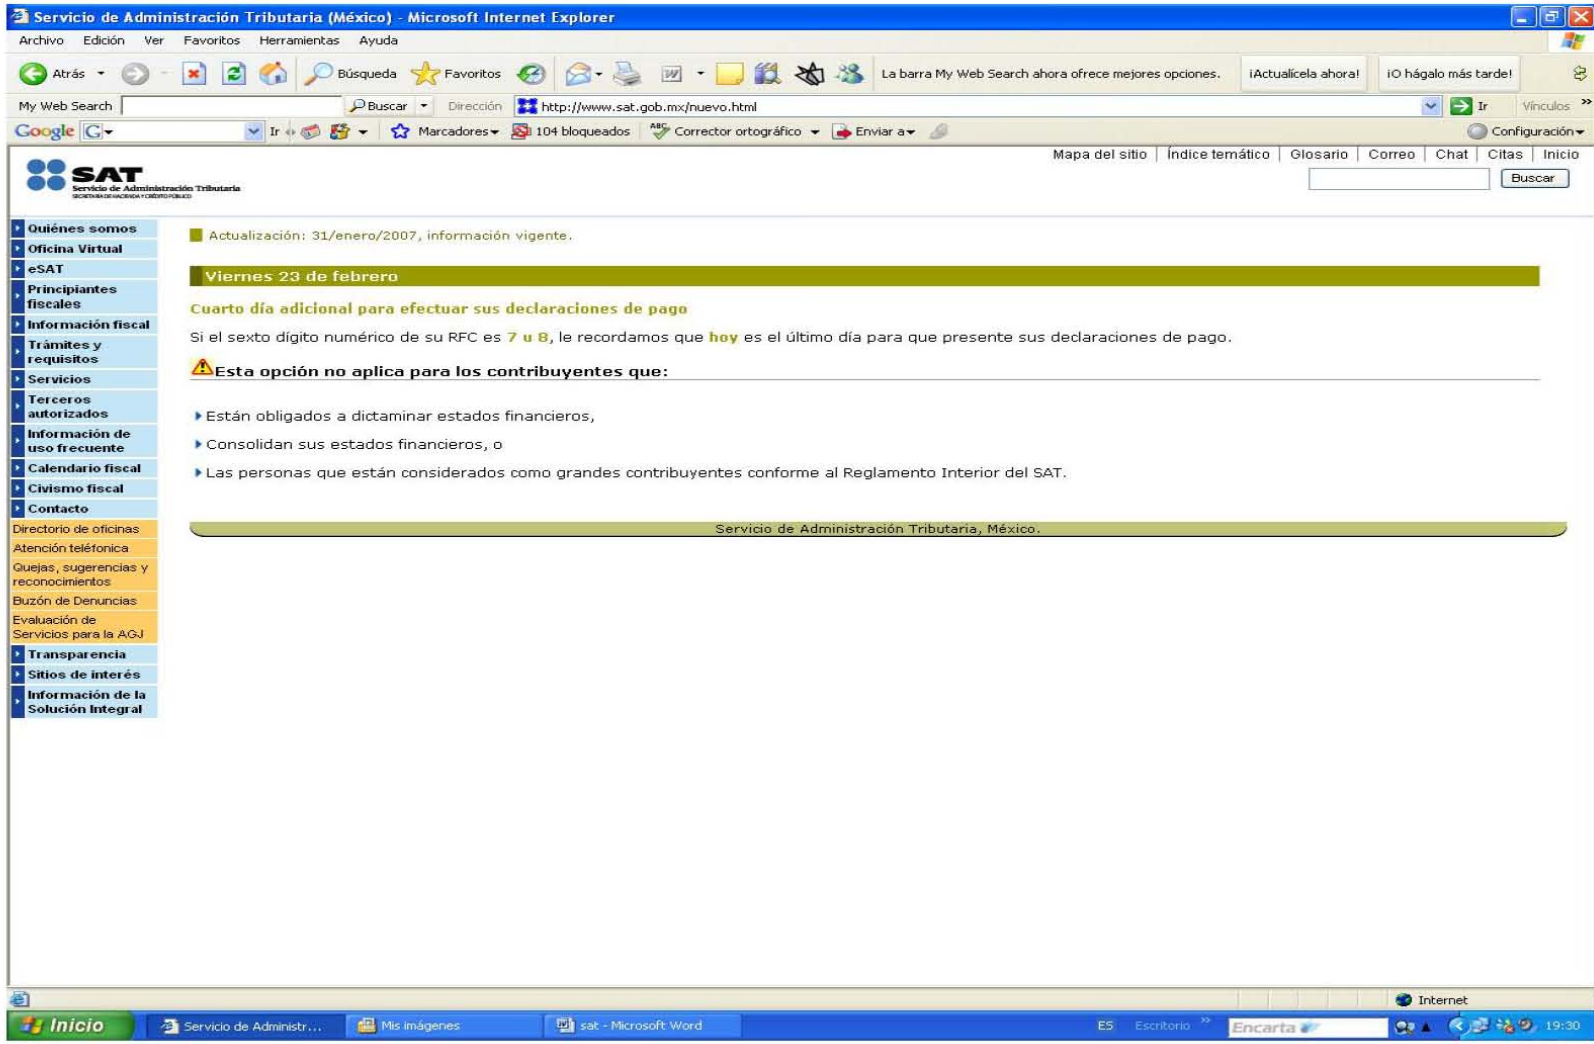 Servicio de Administración Tributaria (México) - Microsoft Internet Explorer
Archivo Edición Ver Favoritos Herramientas Ayuda
Atrás Búsqueda Favoritos La barra My Web Search ahora ofrece mejores opciones. ¡Actualícela ahora! ¡O hágalo más tarde!
My Web Search Buscar Dirección http://www.sat.gob.mx/nuevo.html Ir Vínculos »
Google G Ir Marcadores 104 bloqueados ABC Corrector ortográfico Enviar a Configuración
Mapa del sitio | Índice temático | Glosario | Correo | Chat | Citas | Inicio
Buscar
SAT
Servicio de Administración Tributaria
SECRETARÍA DE HACIENDA Y CRÉDITO PÚBLICO
Quiénes somos
Oficina Virtual
eSAT
Principiantes
fiscales
Información fiscal
Trámites y
requisitos
Servicios
Terceros
autorizados
Información de
uso frecuente
Calendario fiscal
Civismo fiscal
Contacto
Directorio de oficinas
Atención teléfonica
Quejas, sugerencias y
reconocimientos
Buzón de Denuncias
Evaluación de
Servicios para la AGJ
Transparencia
Sitios de interés
Información de la
Solución Integral
Actualización: 31/enero/2007, información vigente.
Viernes 23 de febrero
Cuarto día adicional para efectuar sus declaraciones de pago
Si el sexto dígito numérico de su RFC es 7 u 8, le recordamos que hoy es el último día para que presente sus declaraciones de pago.
Esta opción no aplica para los contribuyentes que:
Están obligados a dictaminar estados financieros,
Consolidan sus estados financieros, o
Las personas que están considerados como grandes contribuyentes conforme al Reglamento Interior del SAT.
Servicio de Administración Tributaria, México.
Internet
Inicio Servicio de Administr... Mis imágenes sat - Microsoft Word ES Escritorio » Encarta 19:30